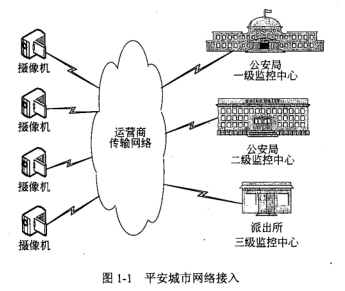 摄像机
摄像机
摄像机
摄像机
运营商
传输网络
公安局
一级监控中心
公安局
二级监控中心
派出所
三级监控中心
图 1-1 平安城市网络接入